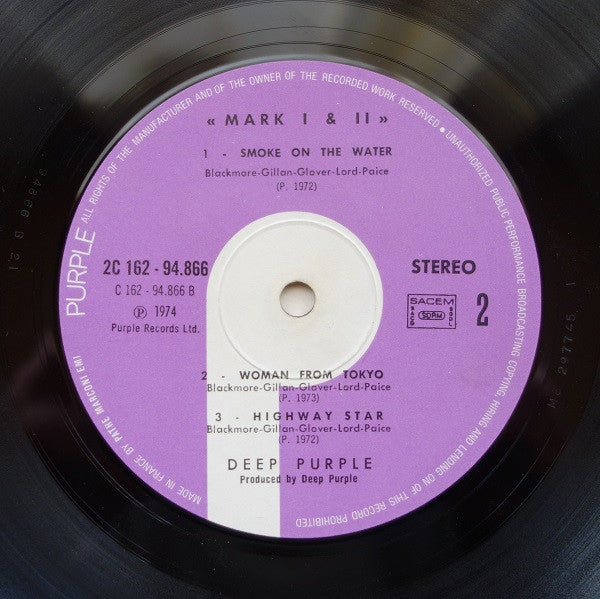 « MARK I & II »
1 - SMOKE ON THE WATER
Blackmore-Gillan-Glover-Lord-Paice
(P. 1972)
2C 162 - 94.866
C 162 - 94.866 B
Ⓟ 1974
Purple Records Ltd.
STEREO
SACEM
SACD SDRM SGDL
2
2 - WOMAN FROM TOKYO
Blackmore-Gillan-Glover-Lord-Paice
(P. 1973)
3 - HIGHWAY STAR
Blackmore-Gillan-Glover-Lord-Paice
(P. 1972)
DEEP PURPLE
Produced by Deep Purple
PURPLE
ALL RIGHTS OF THE MANUFACTURER AND OF THE OWNER OF THE RECORDED WORK RESERVED ● UNAUTHORIZED PUBLIC PERFORMANCE BROADCASTING COPYING HIRING AND LENDING ON OF THIS RECORD PROHIBITED
MADE IN FRANCE BY PATHE MARCONI EMI
94866 B 21